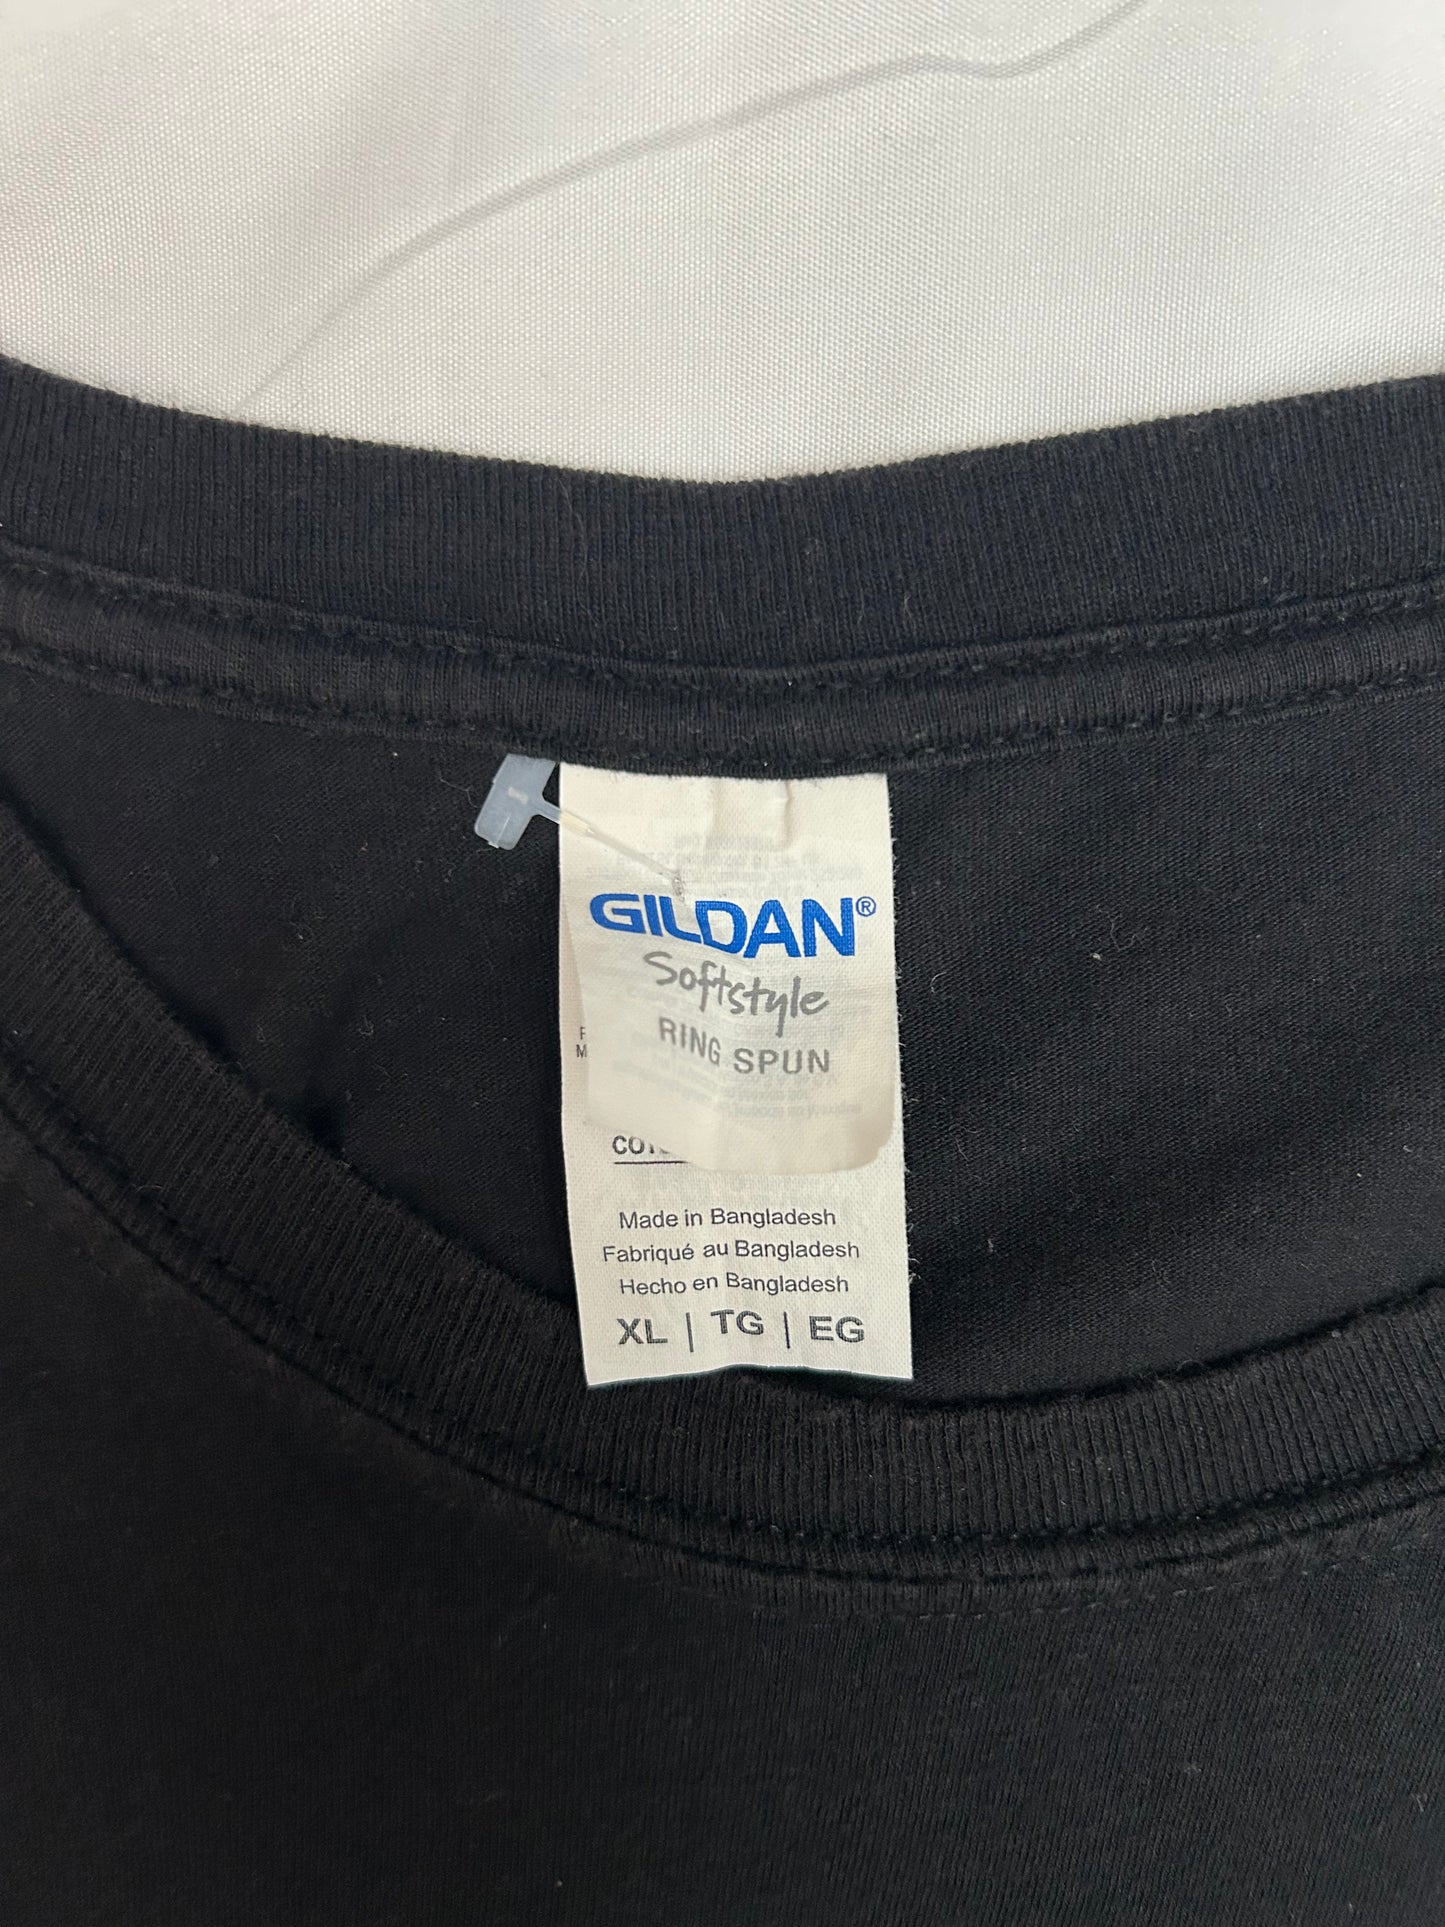 GILDAN®
Softstyle
RING SPUN
Made in Bangladesh
Fabriqué au Bangladesh
Hecho en Bangladesh
XL | TG | EG